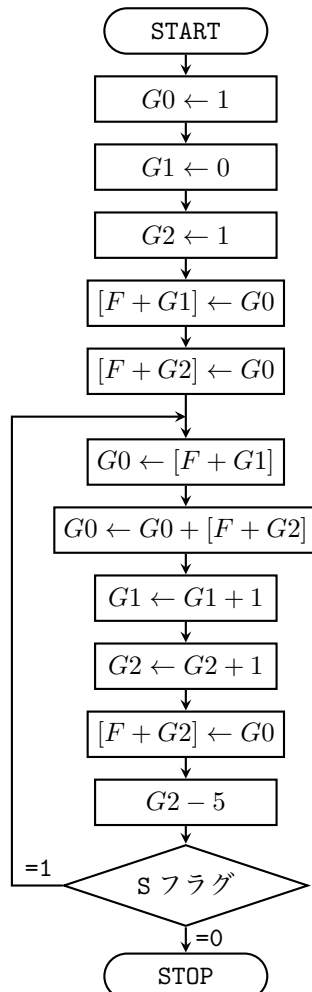 START
G0 ← 1
G1 ← 0
G2 ← 1
[F + G1] ← G0
[F + G2] ← G0
G0 ← [F + G1]
G0 ← G0 + [F + G2]
G1 ← G1 + 1
G2 ← G2 + 1
[F + G2] ← G0
G2 − 5
=1
S フラグ
=0
STOP